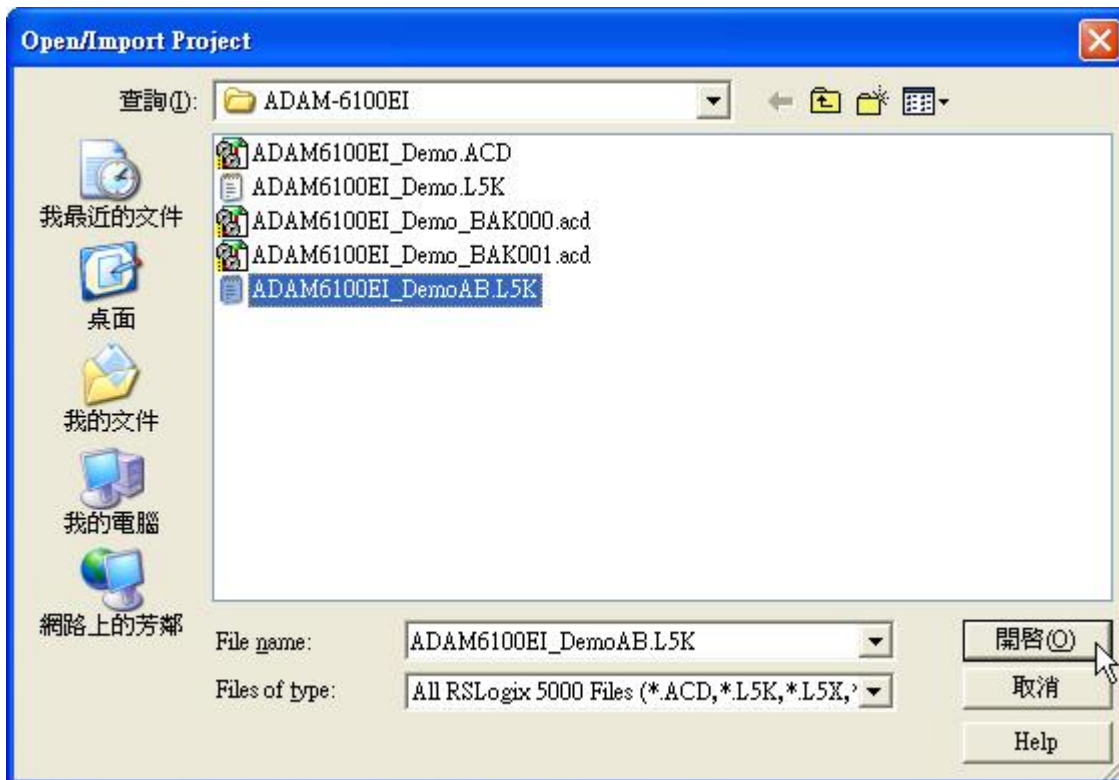 Open/Import Project
查詢(I): ADAM-6100EI
ADAM6100EI_Demo.ACD
ADAM6100EI_Demo.L5K
ADAM6100EI_Demo_BAK000.acd
ADAM6100EI_Demo_BAK001.acd
ADAM6100EI_DemoAB.L5K
我最近的文件
桌面
我的文件
我的電腦
網路上的芳鄰
File name: ADAM6100EI_DemoAB.L5K 開啓(O)
Files of type: All RSLogix 5000 Files (*.ACD,*.L5K,*.L5X, 取消
Help